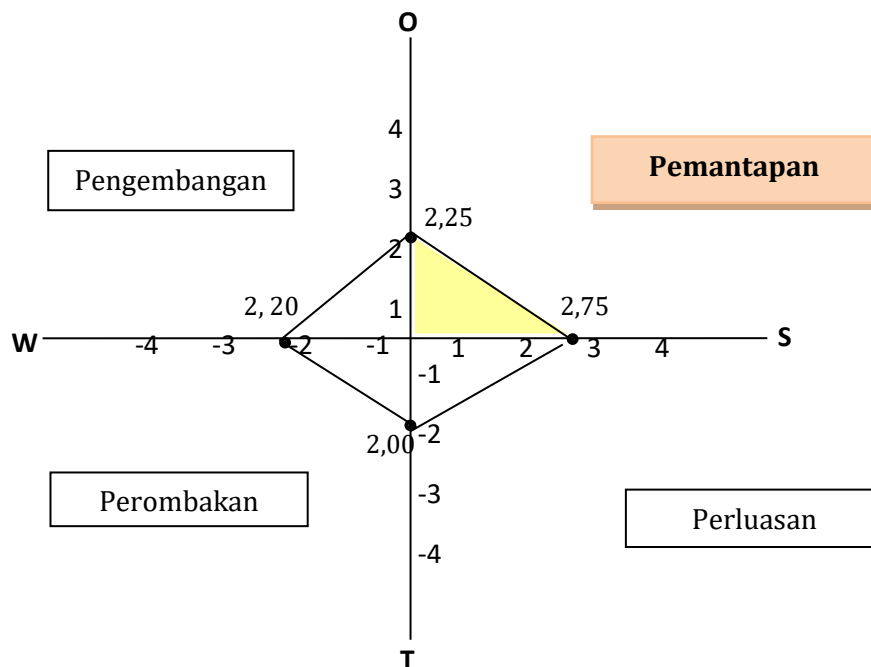 O
4
Pengembangan
Pemantapan
3
2,25
2
2, 20
2,75
1
W
-4 -3 -2 -1 1 2 3 4
S
-1
2,00
-2
Perombakan
-3
Perluasan
-4
T